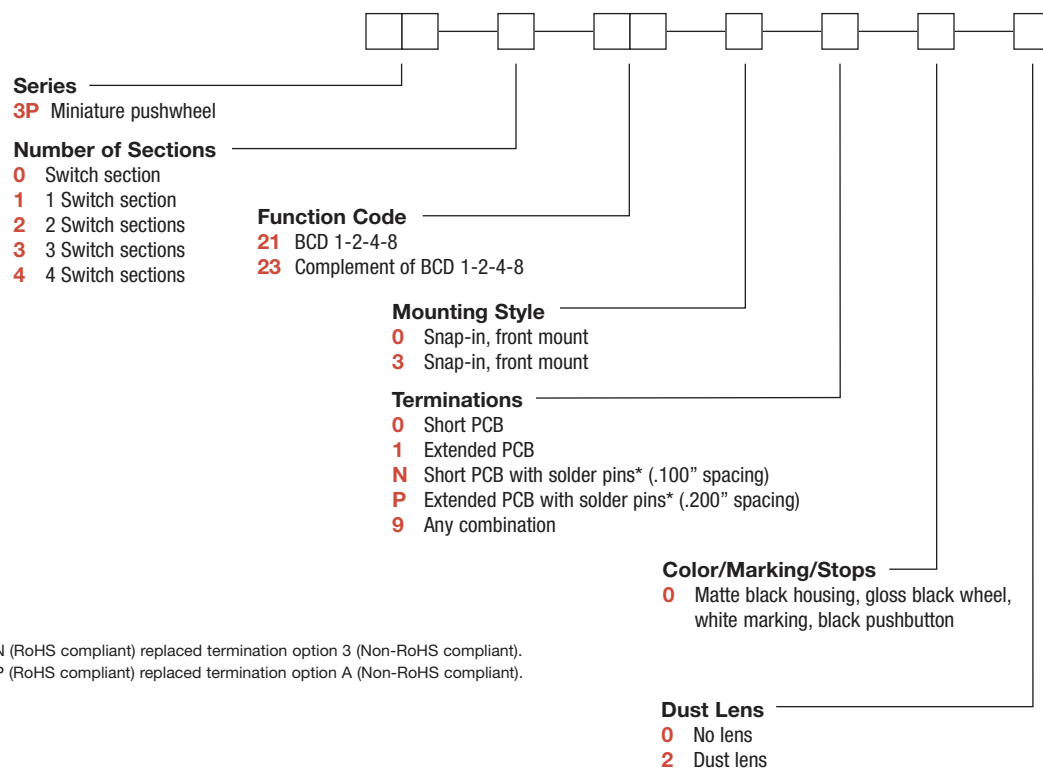 Series
3P Miniature pushwheel
Number of Sections
0 Switch section
1 1 Switch section
2 2 Switch sections
3 3 Switch sections
4 4 Switch sections
Function Code
21 BCD 1-2-4-8
23 Complement of BCD 1-2-4-8
Mounting Style
0 Snap-in, front mount
3 Snap-in, front mount
Terminations
0 Short PCB
1 Extended PCB
N Short PCB with solder pins* (.100” spacing)
P Extended PCB with solder pins* (.200” spacing)
9 Any combination
Color/Marking/Stops
0 Matte black housing, gloss black wheel,
white marking, black pushbutton
N (RoHS compliant) replaced termination option 3 (Non-RoHS compliant).
P (RoHS compliant) replaced termination option A (Non-RoHS compliant).
Dust Lens
0 No lens
2 Dust lens